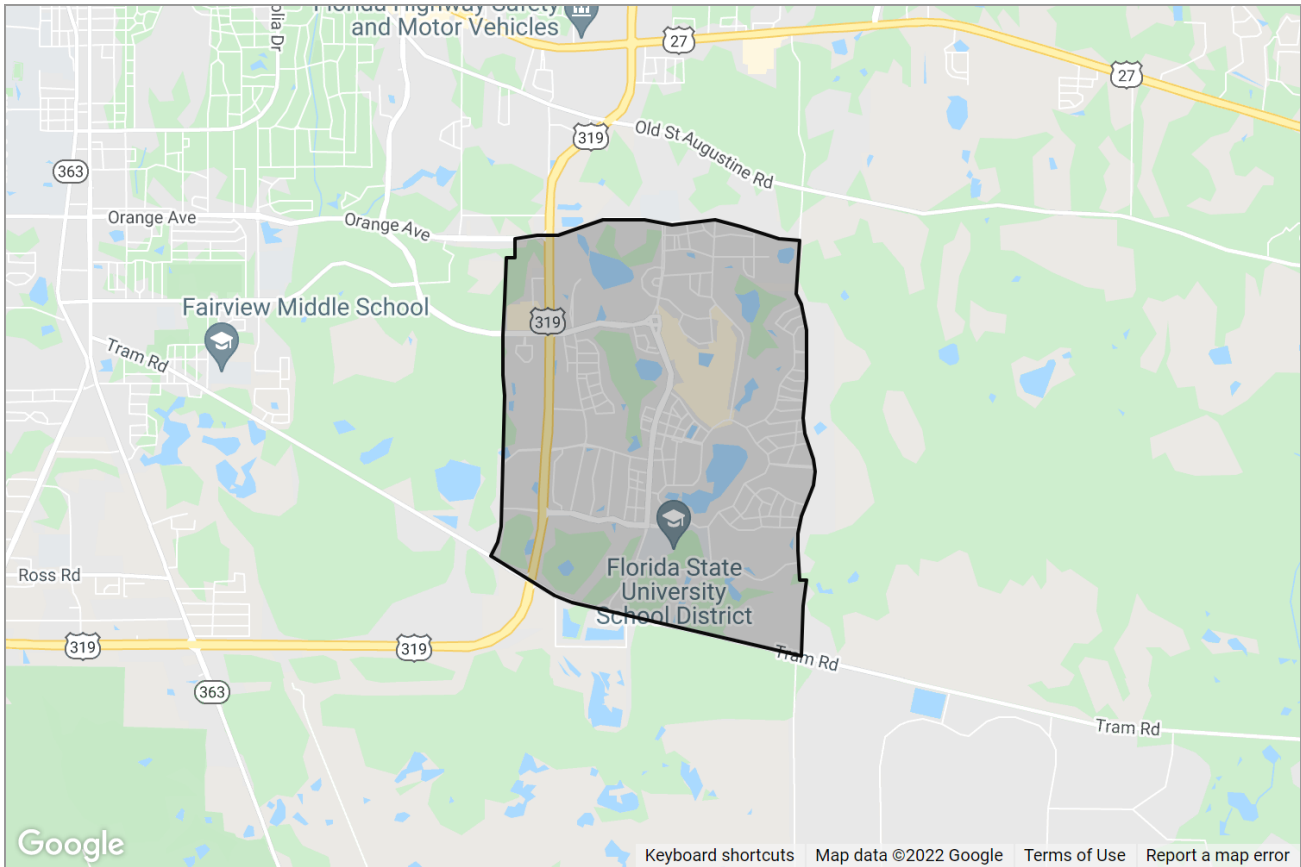 Florida Highway Safety
and Motor Vehicles
27
27
319
Old St Augustine Rd
363
Orange Ave
Orange Ave
Fairview Middle School
319
Tram Rd
Florida State
University
School District
Ross Rd
319
319
Tram Rd
363
Tram Rd
Google
Keyboard shortcuts
Map data ©2022 Google
Terms of Use
Report a map error